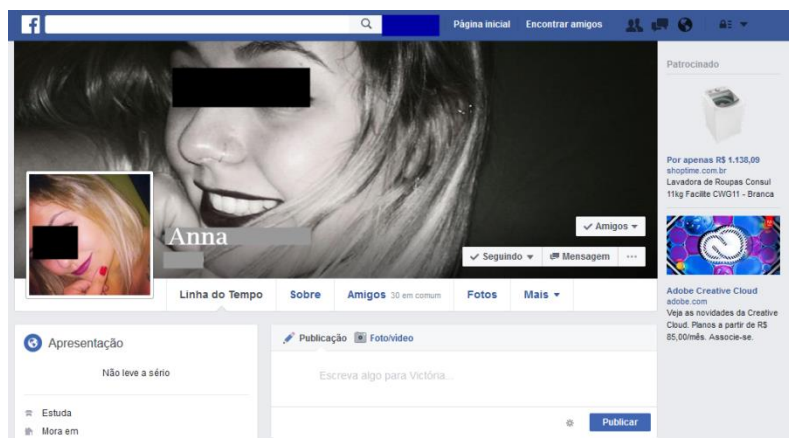 f
Página inicial Encontrar amigos
Patrocinado
Por apenas R$ 1.138,09
shoptime.com.br
Lavadora de Roupas Consul
11kg Facilite CWG11 - Branca
Anna
Amigos
Seguindo Mensagem ...
Linha do Tempo Sobre Amigos 30 em comum Fotos Mais
Adobe Creative Cloud
adobe.com
Veja as novidades da Creative
Cloud. Planos a partir de R$
85,00/mês. Associe-se.
Apresentação
Não leve a sério
Estuda
Mora em
Publicação Foto/vídeo
Escreva algo para Victória...
Publicar